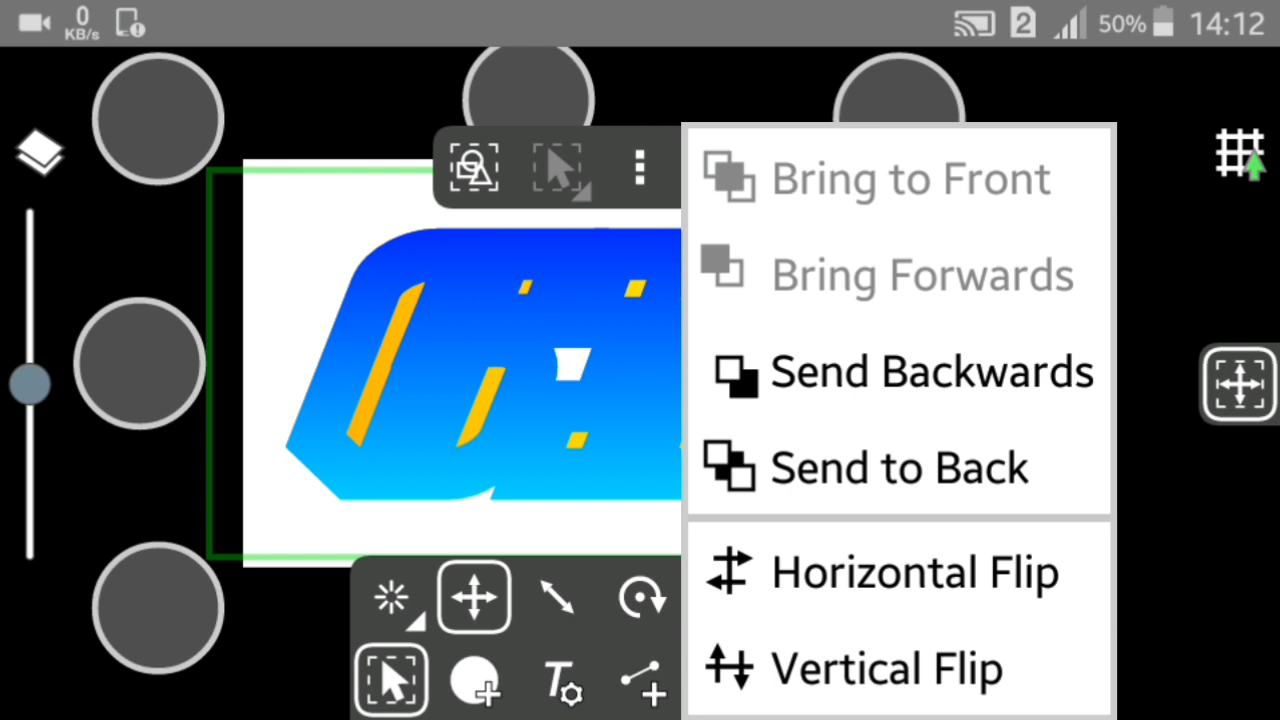 0
KB/s
2
50%
14:12
Bring to Front
Bring Forwards
Send Backwards
Send to Back
Horizontal Flip
Vertical Flip
T